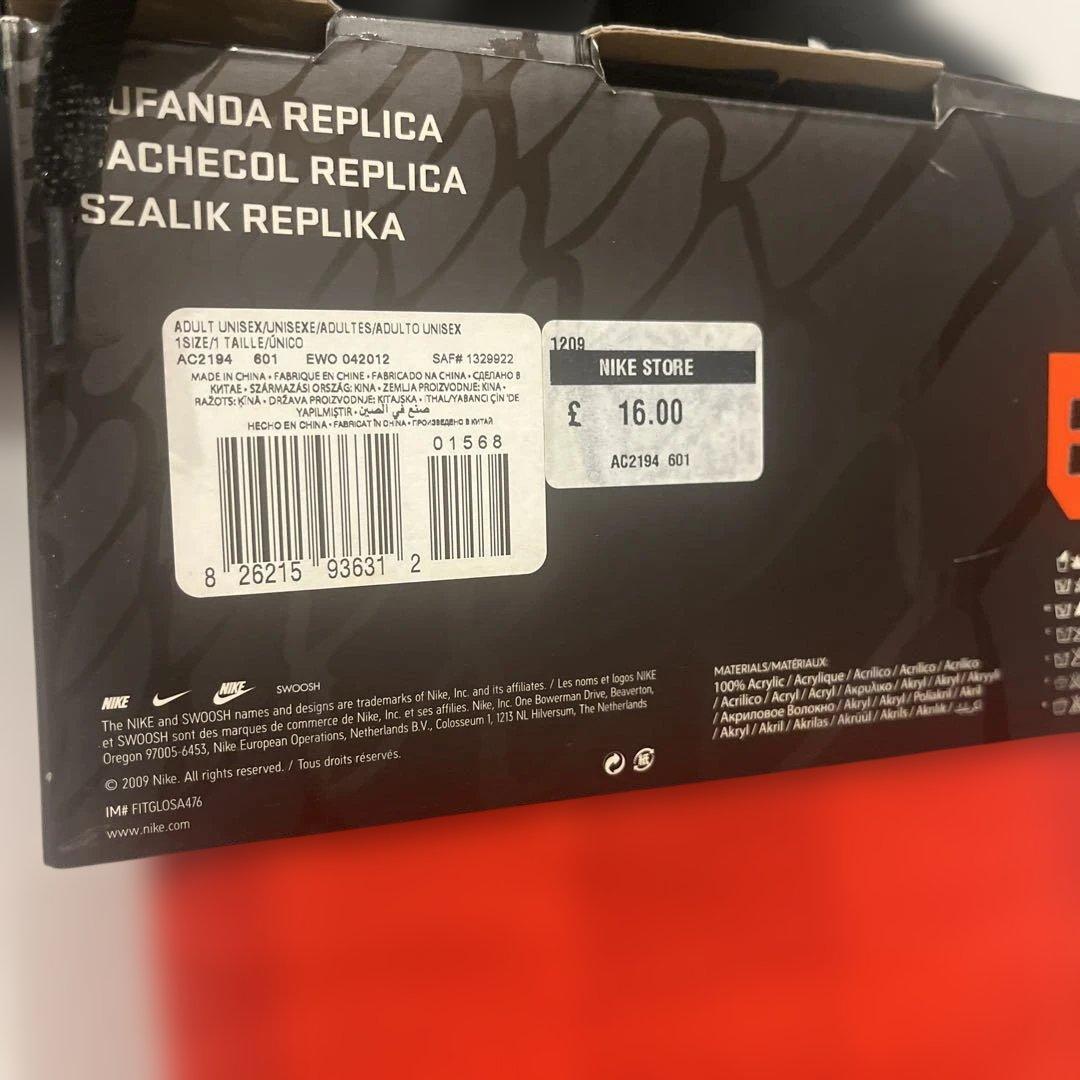 REPLICA
REPLICA
SZALIK REPLIKA
ADULT UNISEX/UNISEXE/ADULTES/ADULTO UNISEX
1SIZE/1 TAILLE/ÚNICO
AC2194 601 EWO 042012 SAF# 1329922
MADE IN CHINA • FABRIQUE EN CHINE • FABRICADO NA CHINA • СДЕЛАНО В
КИТАЕ • SZÁRMAZÁSI ORSZÁG: KINA • ZEMLJA PROIZVODNJE: KINA •
RAŽOTS: ĶĪNA • DRŽAVA PROIZVODNJE: KITAJSKA • İTHAL/YABANCI ÇİN 'DE
YAPILMIŞTIR • صنع في الصين •
HECHO EN CHINA • FABRICAT ÎN CHINA • ПРОИЗВЕДЕНО В КИТАЙ
01568
8 26215 93631 2
1209
NIKE STORE
£ 16.00
AC2194 601
NIKE NIKE SWOOSH
The NIKE and SWOOSH names and designs are trademarks of Nike, Inc. and its affiliates. / Les noms et logos NIKE
et SWOOSH sont des marques de commerce de Nike, Inc. et ses affilies. Nike, Inc. One Bowerman Drive, Beaverton,
Oregon 97005-6453, Nike European Operations, Netherlands B.V., Colosseum 1, 1213 NL Hilversum, The Netherlands
© 2009 Nike. All rights reserved. / Tous droits réservés.
IM# FITGLOSA476
www.nike.com
MATERIALS/MATÉRIAUX:
100% Acrylic / Acrylique / Acrílico / Acrilico / Acrílico
/ Acrilico / Acryl / Acryl / Ακρυλικο / Akryl / Akryl / Akryyli
/ Акриловое Волокно / Akryl / Akryl / Poliakril / Akril
/ Akryl / Akril / Akrilas / Akrüül / Akrils / Akrilik /